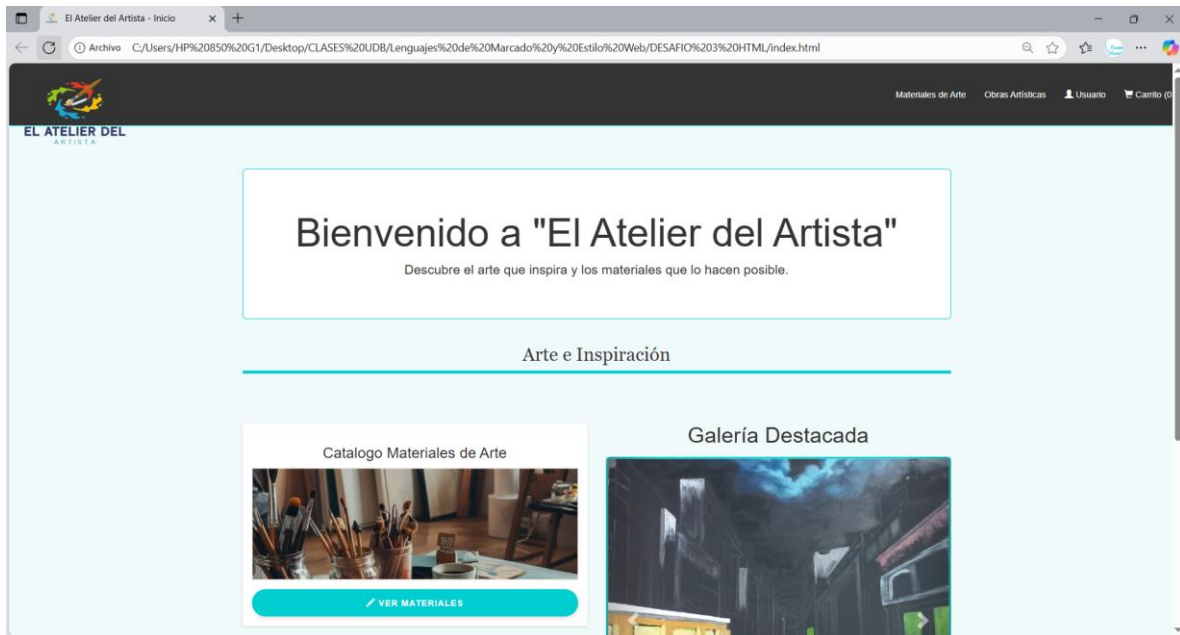 El Atelier del Artista - Inicio
Archivo C:/Users/HP%20850%20G1/Desktop/CLASES%20UDB/Lenguajes%20de%20Marcado%20y%20Estilo%20Web/DESAFIO%203%20HTML/index.html
EL ATELIER DEL
ARTISTA
Materiales de Arte Obras Artísticas Usuario Carrito (0
Bienvenido a "El Atelier del Artista"
Descubre el arte que inspira y los materiales que lo hacen posible.
Arte e Inspiración
Catalogo Materiales de Arte
VER MATERIALES
Galería Destacada